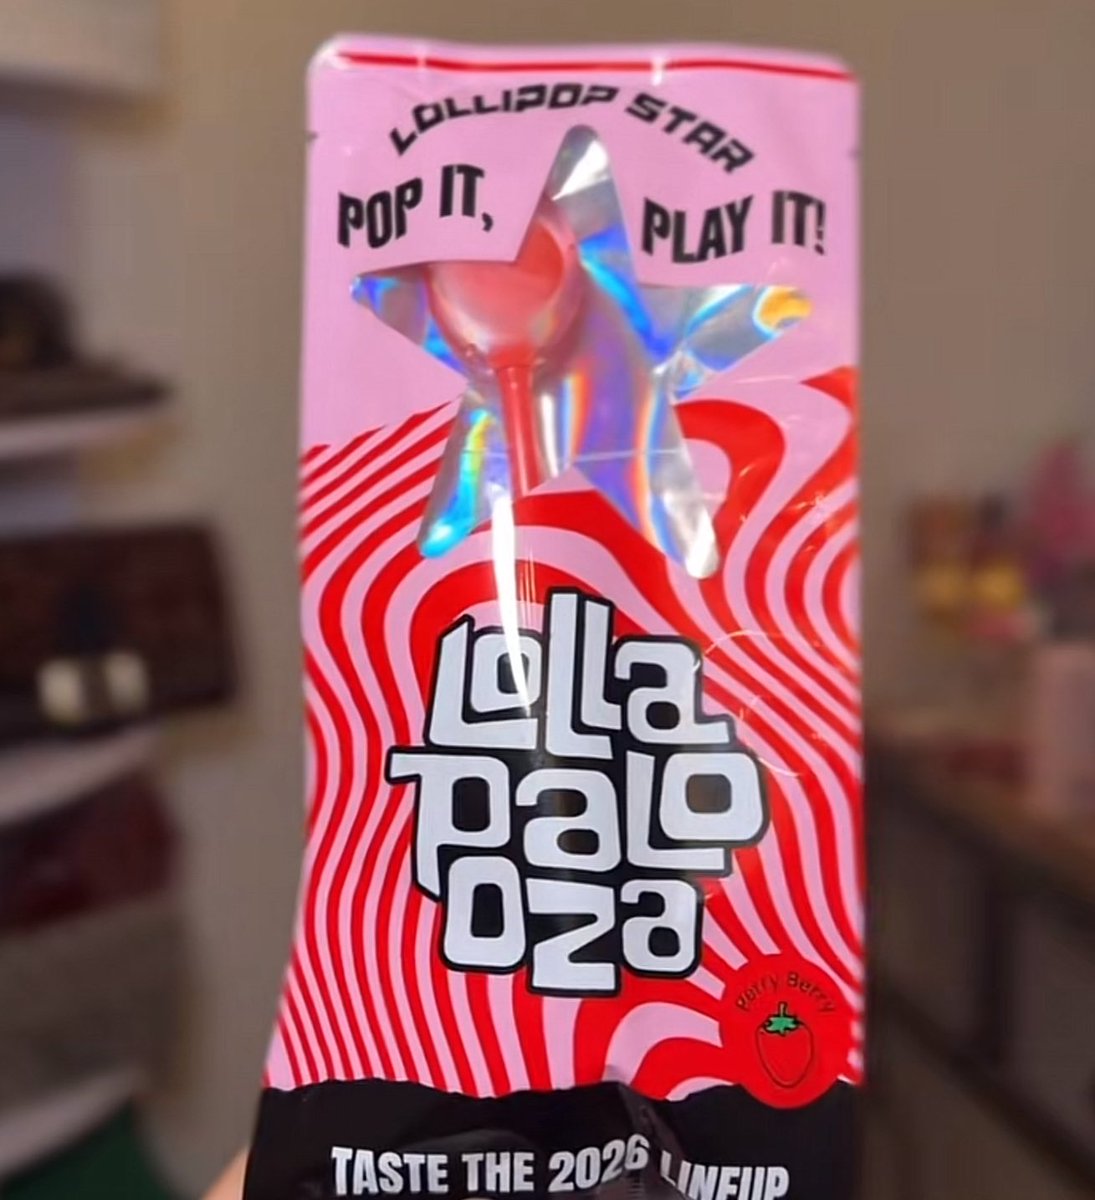 LOLLIPOP STAR
POP IT, PLAY IT!
Lolla
PaLO
OZa
Perry Berry
TASTE THE 2026 LINEUP